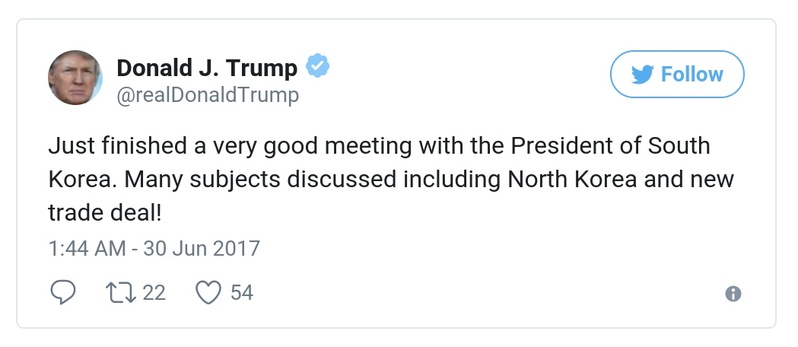 Donald J. Trump
@realDonaldTrump
Follow
Just finished a very good meeting with the President of South
Korea. Many subjects discussed including North Korea and new
trade deal!
1:44 AM - 30 Jun 2017
22 54